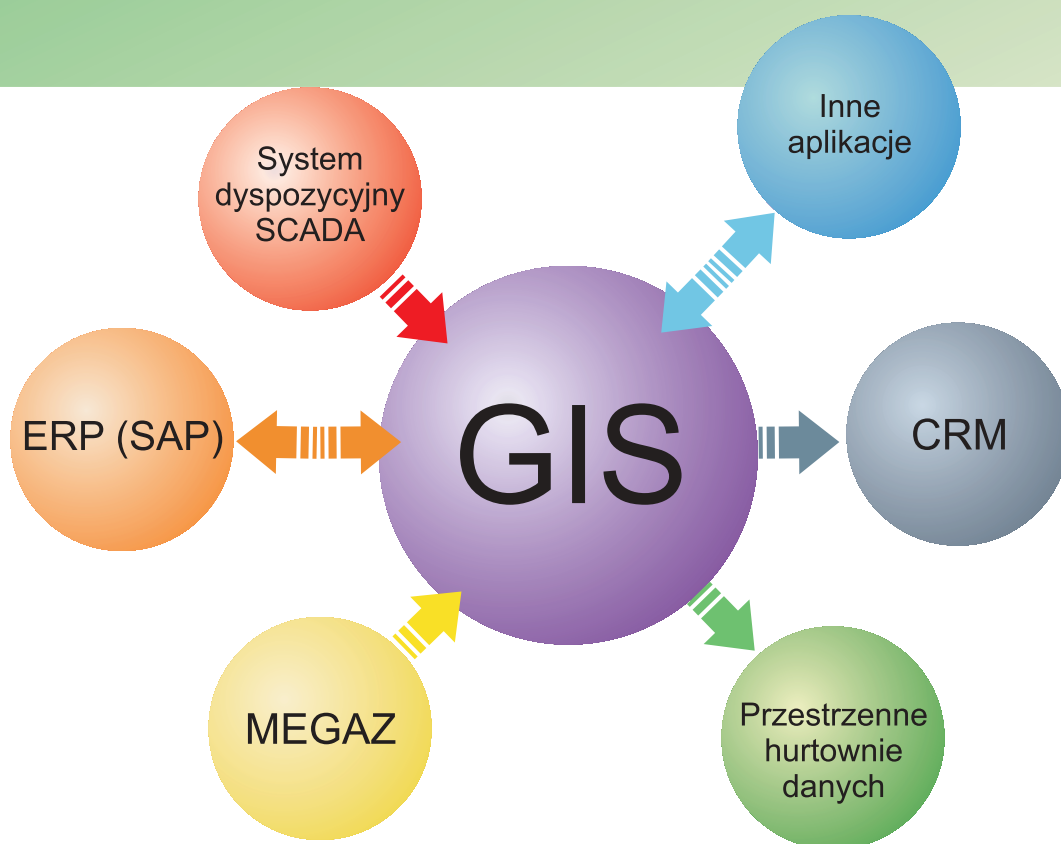 Inne
aplikacje
System
dyspozycyjny
SCADA
ERP (SAP)
GIS
CRM
MEGAZ
Przestrzenne
hurtownie
danych